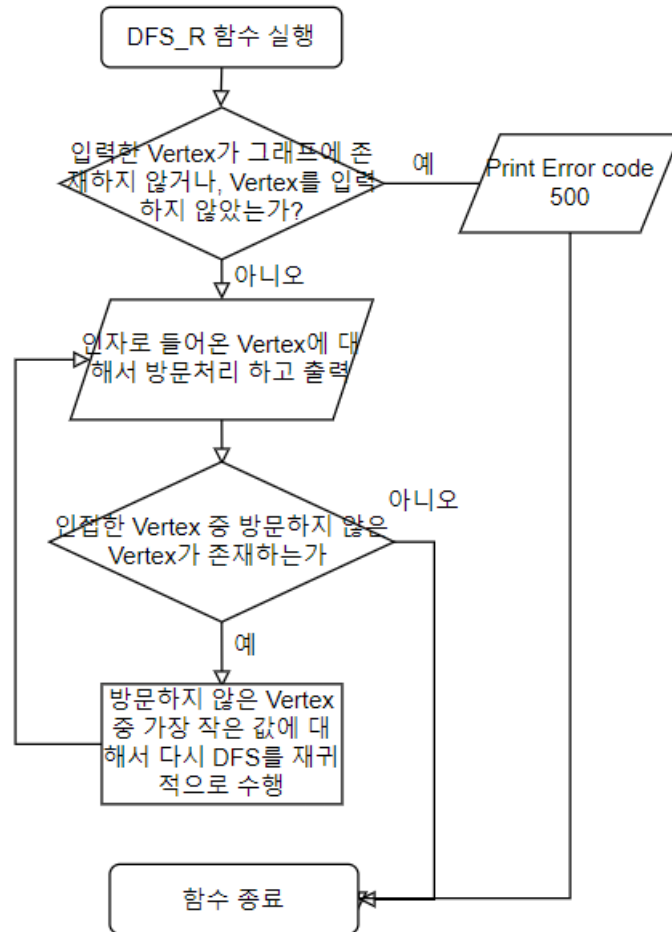 DFS_R 함수 실행
입력한 Vertex가 그래프에 존
재하지 않거나, Vertex를 입력
하지 않았는가?
예
Print Error code
500
아니오
인자로 들어온 Vertex에 대
해서 방문처리 하고 출력
아니오
인접한 Vertex 중 방문하지 않은
Vertex가 존재하는가
예
방문하지 않은 Vertex
중 가장 작은 값에 대
해서 다시 DFS를 재귀
적으로 수행
함수 종료